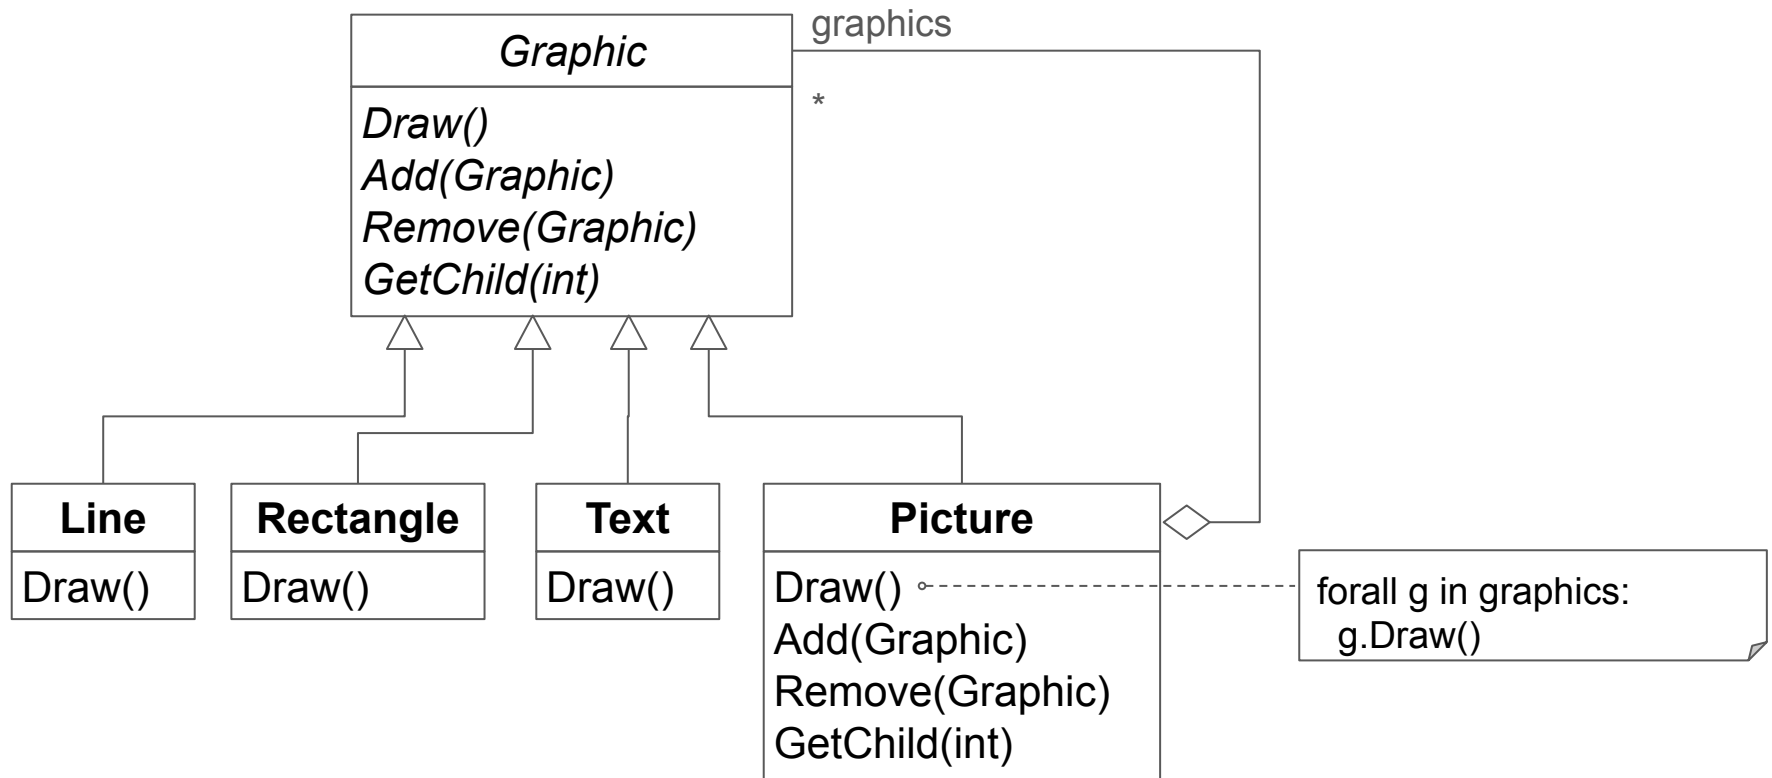 graphics
Graphic
*
Draw()
Add(Graphic)
Remove(Graphic)
GetChild(int)
Line
Draw()
Rectangle
Draw()
Text
Draw()
Picture
Draw()
Add(Graphic)
Remove(Graphic)
GetChild(int)
forall g in graphics:
g.Draw()